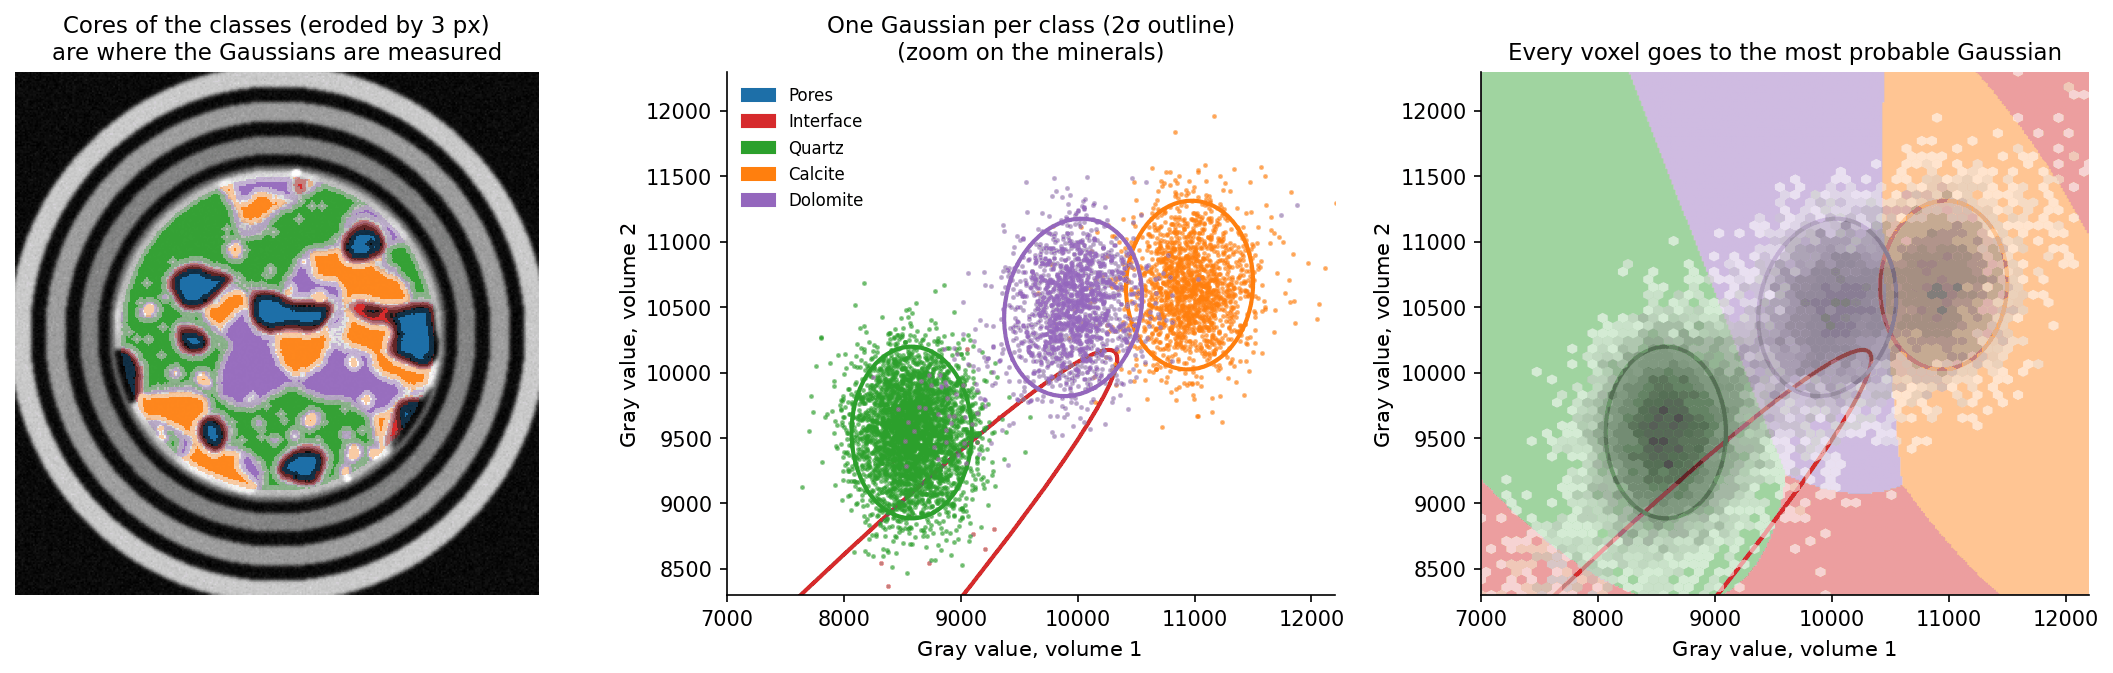 Cores of the classes (eroded by 3 px)
are where the Gaussians are measured
One Gaussian per class (2σ outline)
(zoom on the minerals)
Pores
Interface
Quartz
Calcite
Dolomite
12000
11500
11000
10500
10000
9500
9000
8500
Gray value, volume 2
7000 8000 9000 10000 11000 12000
Gray value, volume 1
Every voxel goes to the most probable Gaussian
12000
11500
11000
10500
10000
9500
9000
8500
Gray value, volume 2
7000 8000 9000 10000 11000 12000
Gray value, volume 1